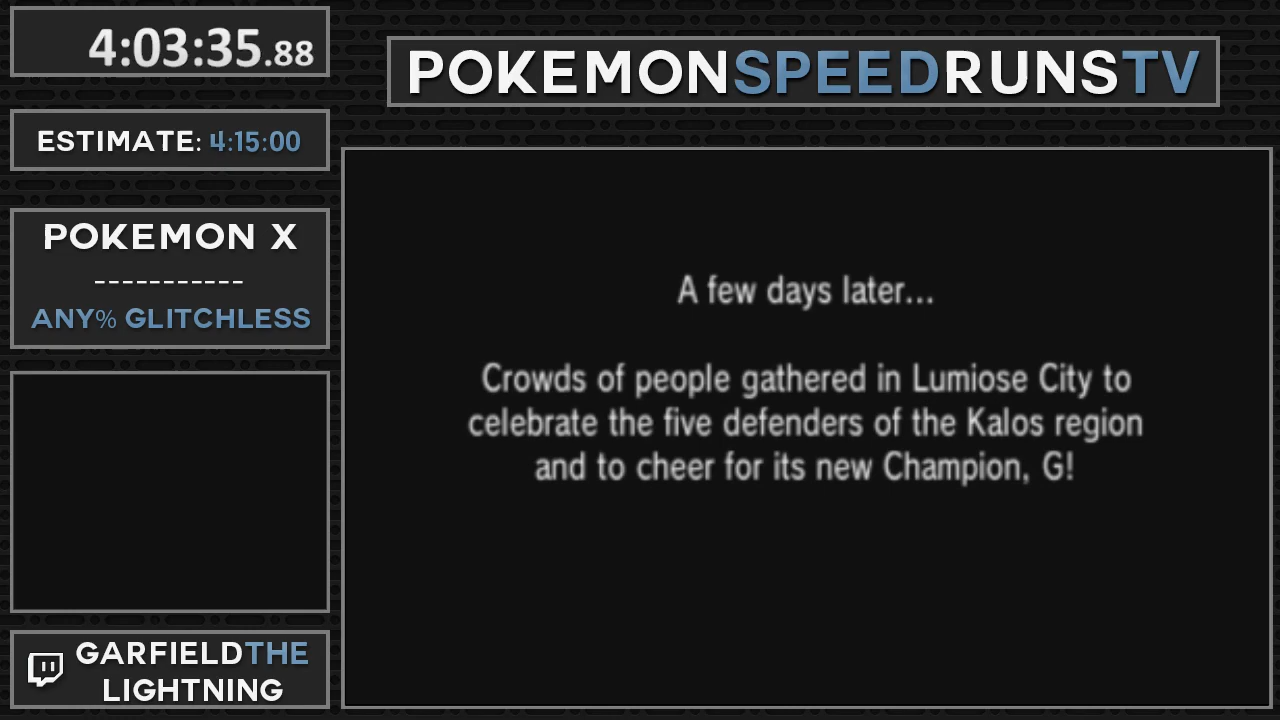 4:03:35.88
POKEMONSPEEDRUNSTV
ESTIMATE: 4:15:00
POKEMON X
-----------
ANY% GLITCHLESS
A few days later...
Crowds of people gathered in Lumiose City to
celebrate the five defenders of the Kalos region
and to cheer for its new Champion, G!
GARFIELDTHE
LIGHTNING